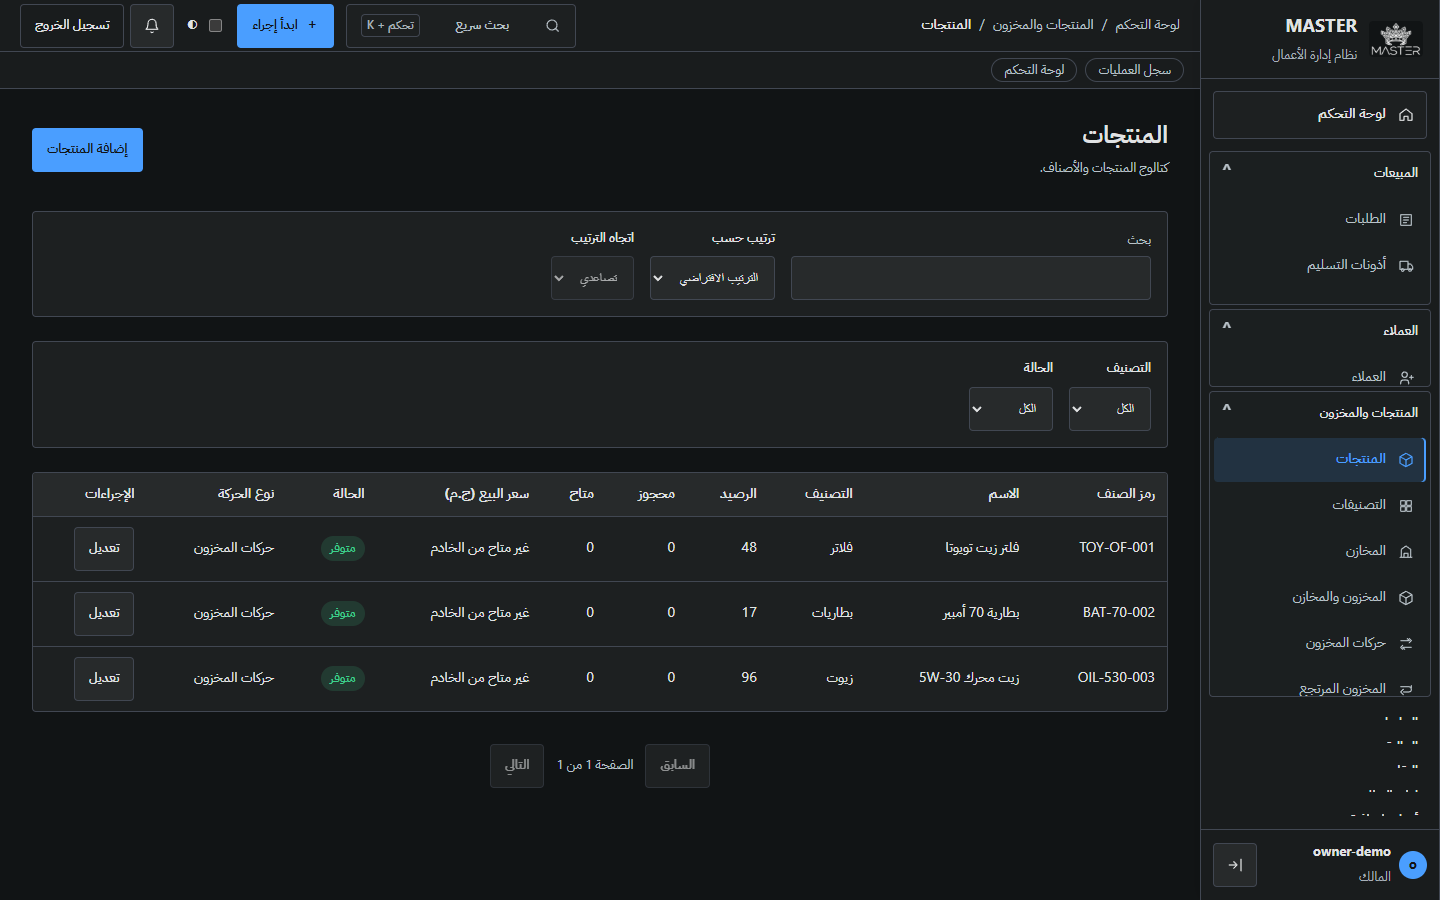 MASTER
نظام إدارة الأعمال
MASTER
لوحة التحكم
المبيعات
الطلبات
أذونات التسليم
العملاء
العملاء
المنتجات والمخزون
المنتجات
التصنيفات
المخازن
المخزون والمخازن
حركات المخزون
المخزون المرتجع
owner-demo
المالك
o
لوحة التحكم / المنتجات والمخزون / المنتجات
بحث سريع تحكم + K
+ ابدأ إجراء
تسجيل الخروج
سجل العمليات
لوحة التحكم
المنتجات
كتالوج المنتجات والأصناف.
إضافة المنتجات
بحث ترتيب حسب اتجاه الترتيب
الترتيب الافتراضي تصاعدي
التصنيف الحالة
الكل الكل
رمز الصنف الاسم التصنيف الرصيد محجوز متاح سعر البيع (ج.م) الحالة نوع الحركة الإجراءات
TOY-OF-001 فلتر زيت تويوتا فلاتر 48 0 0 غير متاح من الخادم متوفر حركات المخزون تعديل
BAT-70-002 بطارية 70 أمبير بطاريات 17 0 0 غير متاح من الخادم متوفر حركات المخزون تعديل
OIL-530-003 زيت محرك 5W-30 زيوت 96 0 0 غير متاح من الخادم متوفر حركات المخزون تعديل
السابق الصفحة 1 من 1 التالي